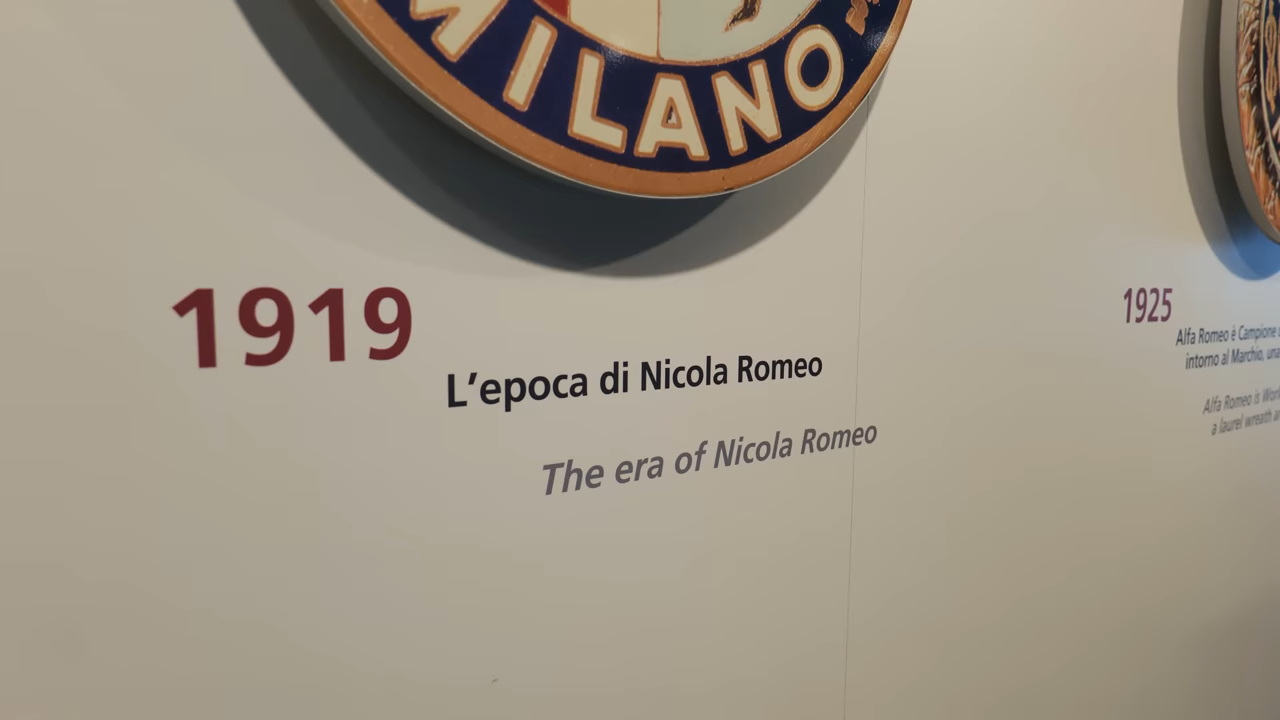 MILANO
1919
L'epoca di Nicola Romeo
The era of Nicola Romeo
1925
Alfa Romeo è Campione
intorno al Marchio, una
Alfa Romeo is
a laurel wreath